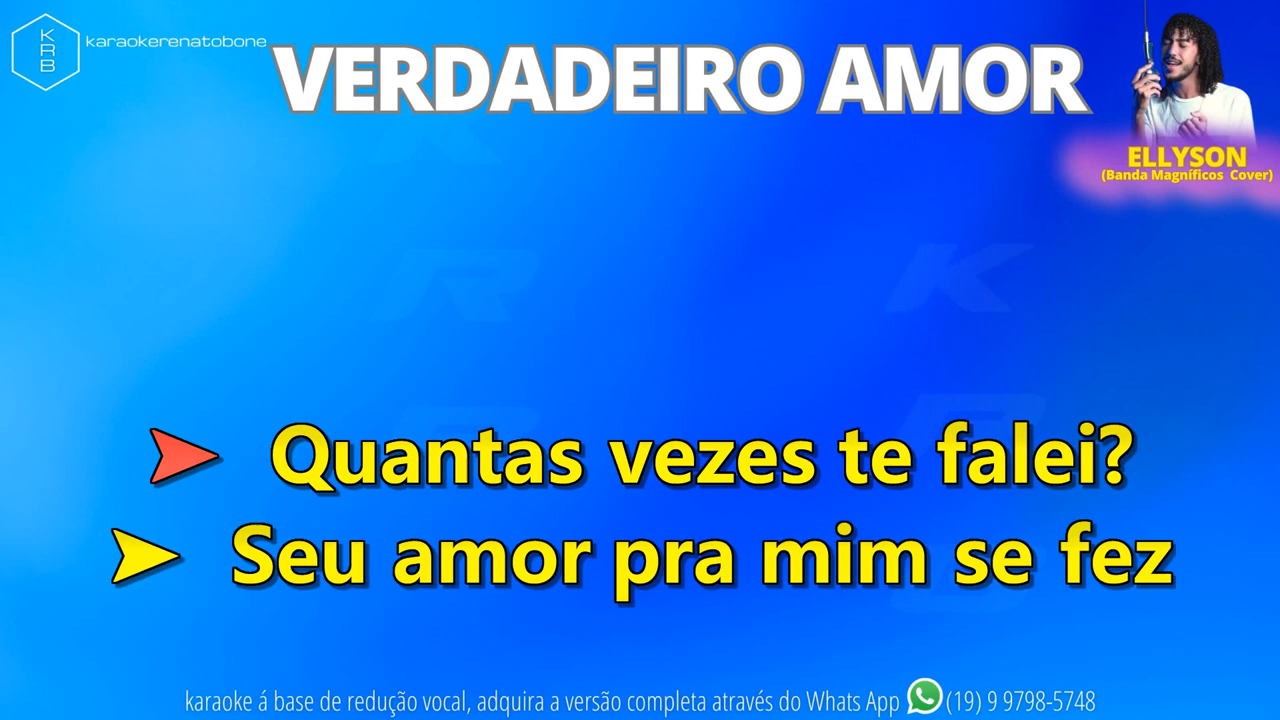 KRB
karaokerenatobone
VERDADEIRO AMOR
ELLYSON
(Banda Magníficos Cover)
Quantas vezes te falei?
Seu amor pra mim se fez
karaoke á base de redução vocal, adquira a versão completa através do Whats App (19) 9 9798-5748